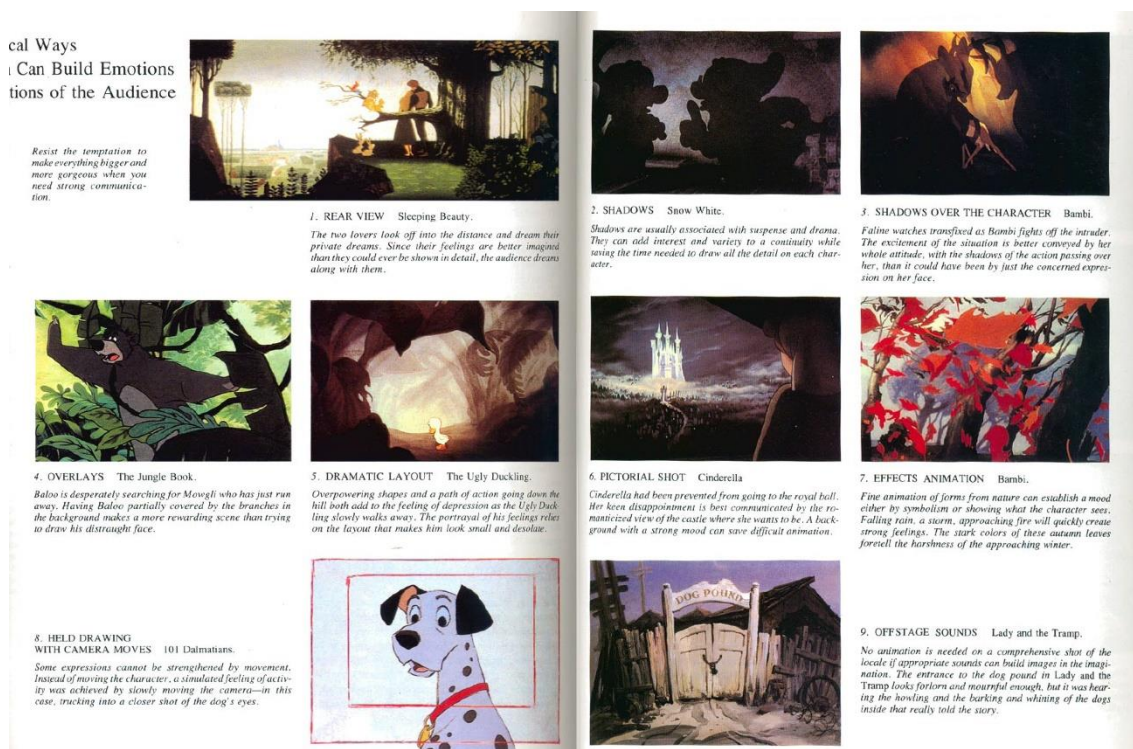 cal Ways
Can Build Emotions
tions of the Audience
Resist the temptation to
make everything bigger and
more gorgeous when you
need strong communica-
tion.
1. REAR VIEW Sleeping Beauty.
The two lovers look off into the distance and dream their
private dreams. Since their feelings are better imagined
than they could ever be shown in detail, the audience dreams
along with them.
2. SHADOWS Snow White.
Shadows are usually associated with suspense and drama.
They can add interest and variety to a continuity while
saving the time needed to draw all the detail on each char-
acter.
3. SHADOWS OVER THE CHARACTER Bambi.
Faline watches transfixed as Bambi fights off the intruder.
The excitement of the situation is better conveyed by her
whole attitude, with the shadows of the action passing over
her, than it could have been by just the concerned expres-
sion on her face.
4. OVERLAYS The Jungle Book.
Baloo is desperately searching for Mowgli who has just run
away. Having Baloo partially covered by the branches in
the background makes a more rewarding scene than trying
to draw his distraught face.
5. DRAMATIC LAYOUT The Ugly Duckling.
Overpowering shapes and a path of action going down the
hill both add to the feeling of depression as the Ugly Duck
ling slowly walks away. The portrayal of his feelings relies
on the layout that makes him look small and desolate.
6. PICTORIAL SHOT Cinderella
Cinderella had been prevented from going to the royal ball.
Her keen disappointment is best communicated by the ro-
manticized view of the castle where she wants to be. A back-
ground with a strong mood can save difficult animation.
7. EFFECTS ANIMATION Bambi.
Fine animation of forms from nature can establish a mood
either by symbolism or showing what the character sees.
Falling rain, a storm, approaching fire will quickly create
strong feelings. The stark colors of these autumn leaves
foretell the harshness of the approaching winter.
8. HELD DRAWING
WITH CAMERA MOVES 101 Dalmatians.
Some expressions cannot be strengthened by movement.
Instead of moving the character, a simulated feeling of activ-
ity was achieved by slowly moving the camera—in this
case, trucking into a closer shot of the dog's eyes.
DOG POUND
9. OFFSTAGE SOUNDS Lady and the Tramp.
No animation is needed on a comprehensive shot of the
locale if appropriate sounds can build images in the imagi-
nation. The entrance to the dog pound in Lady and the
Tramp looks forlorn and mournful enough, but it was hear-
ing the howling and the barking and whining of the dogs
inside that really told the story.